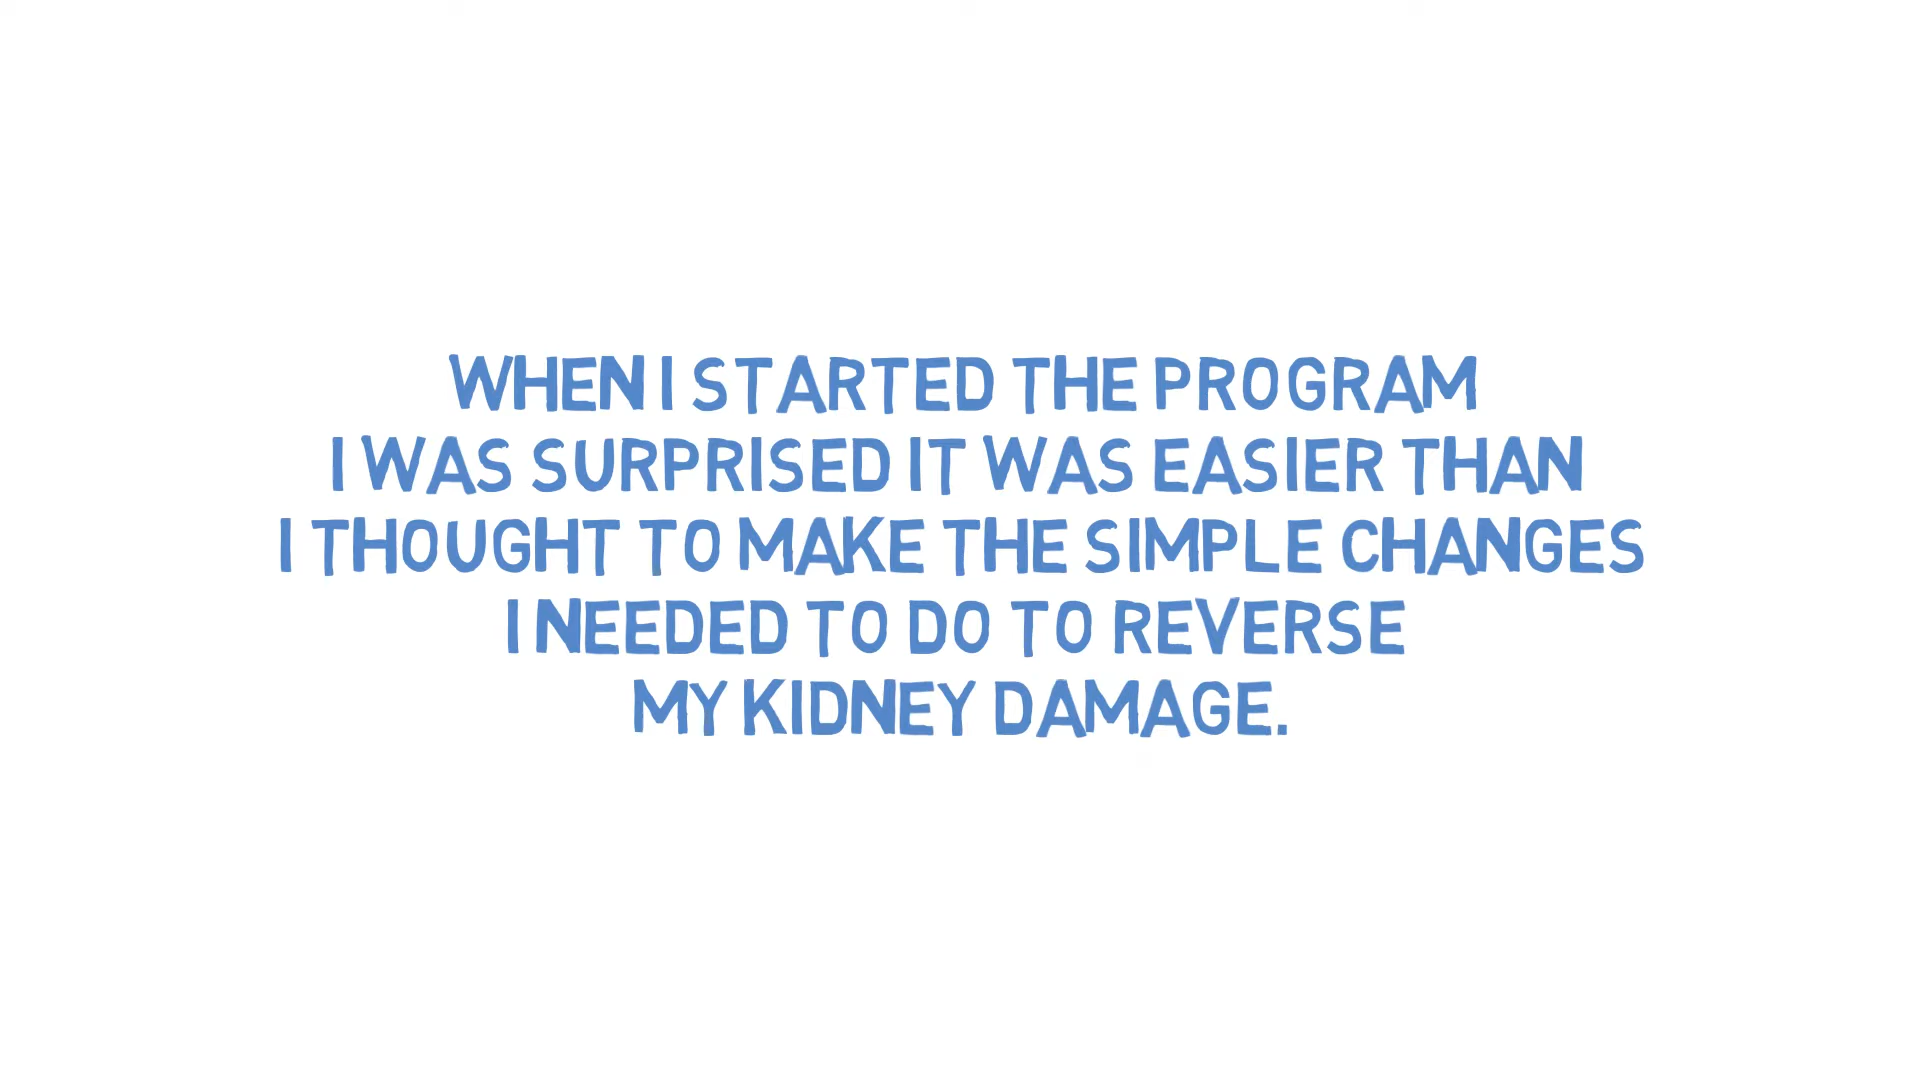 WHEN I STARTED THE PROGRAM
I WAS SURPRISED IT WAS EASIER THAN
I THOUGHT TO MAKE THE SIMPLE CHANGES
I NEEDED TO DO TO REVERSE
MY KIDNEY DAMAGE.